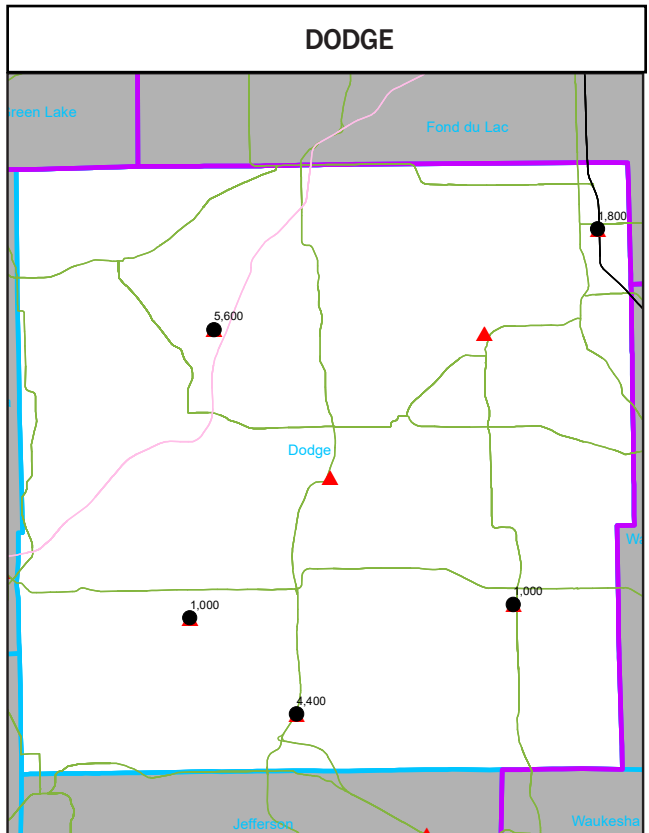 DODGE
reen Lake
Fond du Lac
1,800
5,600
Dodge
Wa
1,000
1,000
4,400
Jefferson
Waukesha